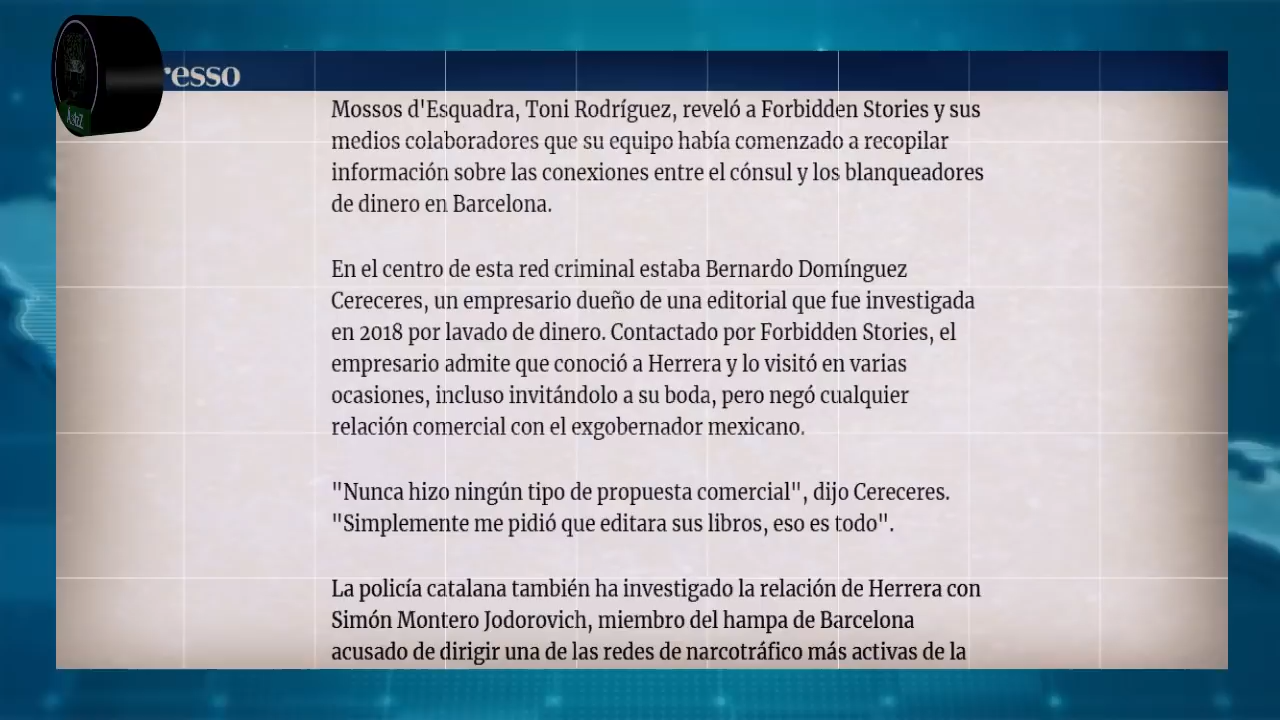 resso
Mossos d'Esquadra, Toni Rodríguez, reveló a Forbidden Stories y sus
medios colaboradores que su equipo había comenzado a recopilar
información sobre las conexiones entre el cónsul y los blanqueadores
de dinero en Barcelona.
En el centro de esta red criminal estaba Bernardo Domínguez
Cereceres, un empresario dueño de una editorial que fue investigada
en 2018 por lavado de dinero. Contactado por Forbidden Stories, el
empresario admite que conoció a Herrera y lo visitó en varias
ocasiones, incluso invitándolo a su boda, pero negó cualquier
relación comercial con el exgobernador mexicano.
"Nunca hizo ningún tipo de propuesta comercial", dijo Cereceres.
"Simplemente me pidió que editara sus libros, eso es todo".
La policía catalana también ha investigado la relación de Herrera con
Simón Montero Jodorovich, miembro del hampa de Barcelona
acusado de dirigir una de las redes de narcotráfico más activas de la